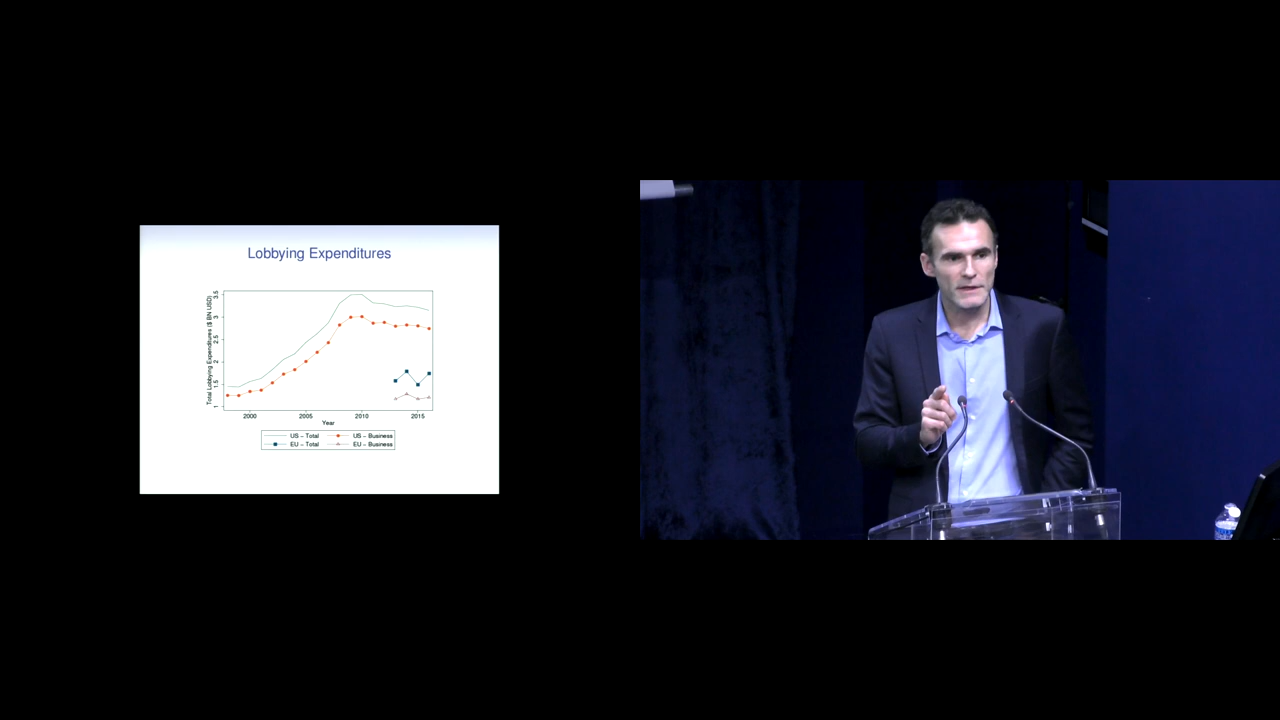 Lobbying Expenditures
Total Lobbying Expenditures ($ BN USD)
3.5
3
2.5
2
1.5
1
2000 2005 2010 2015
Year
US − Total US − Business
EU − Total EU − Business